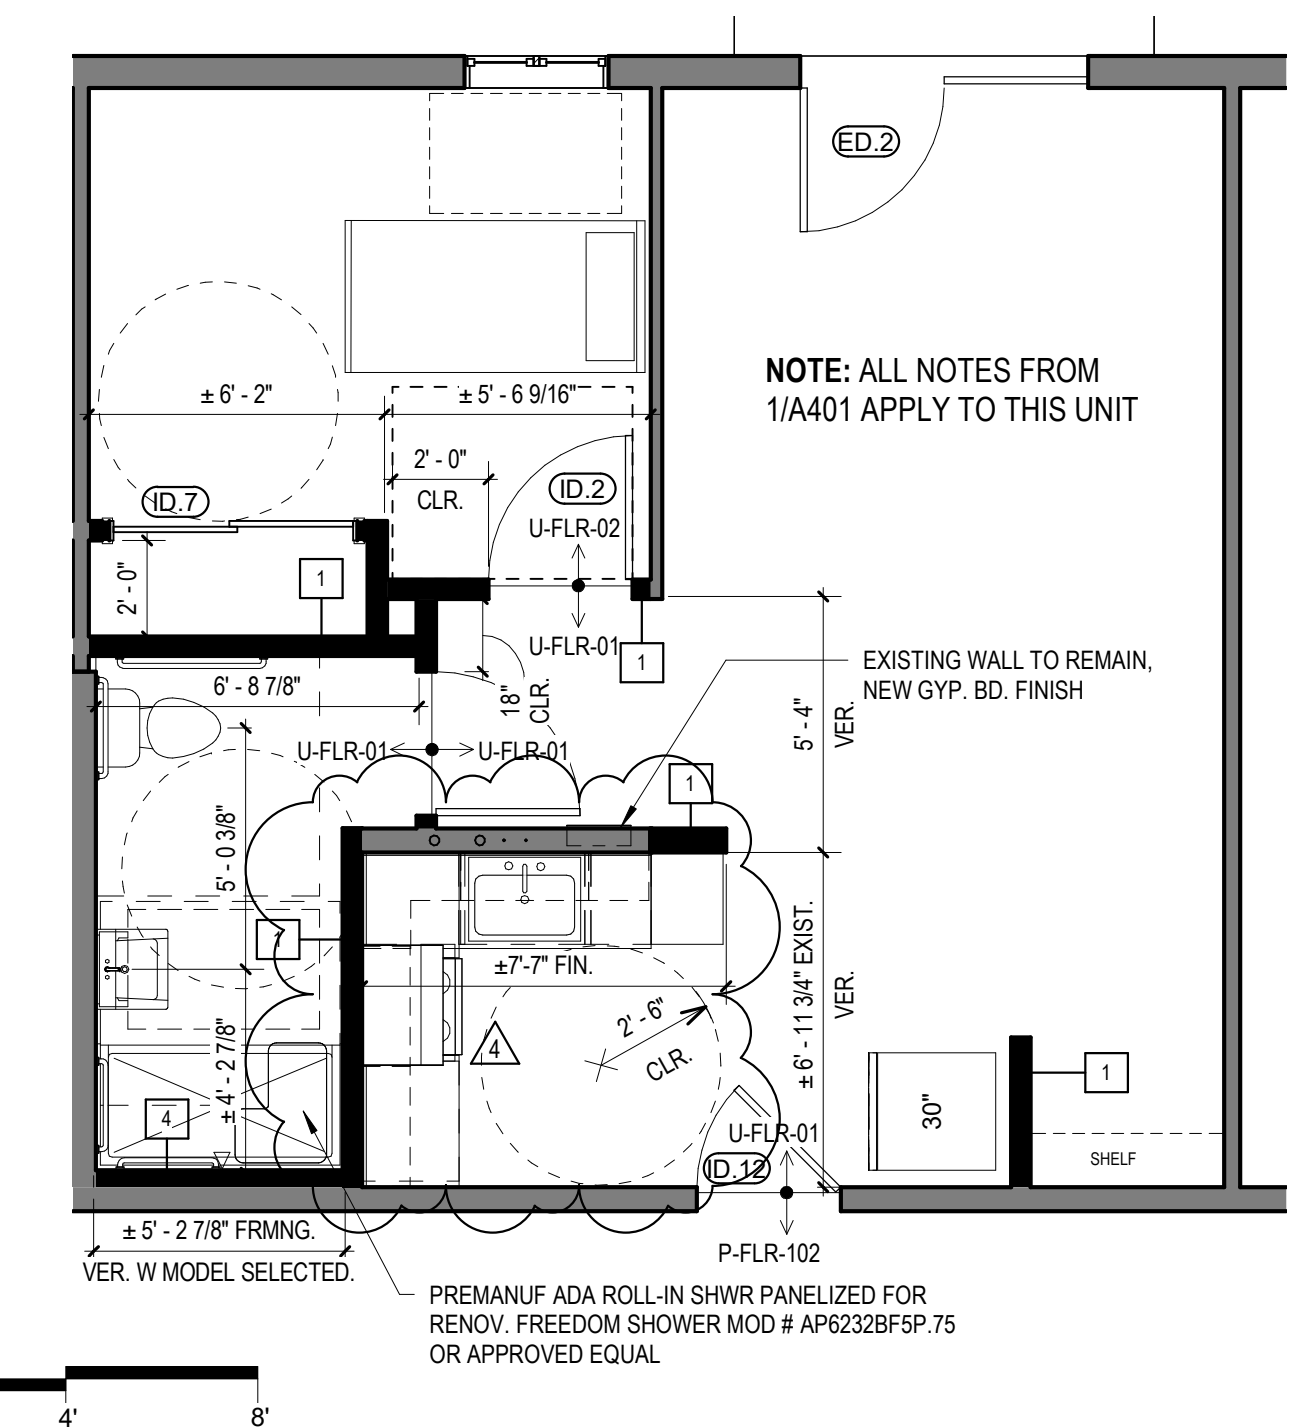 ED.2
NOTE: ALL NOTES FROM
1/A401 APPLY TO THIS UNIT
± 6' - 2"
± 5' - 6 9/16"
2' - 0"
CLR.
ID.7
ID.2
U-FLR-02
1
2' - 0"
U-FLR-01
1
EXISTING WALL TO REMAIN,
NEW GYP. BD. FINISH
6' - 8 7/8"
18"
CLR.
5' - 4"
VER.
U-FLR-01
U-FLR-01
1
5' - 0 3/8"
1
±7'-7" FIN.
± 6' - 11 3/4" EXIST.
VER.
2' - 6"
CLR.
4
± 4' - 2 7/8"
4
30"
1
U-FLR-01
SHELF
ID.12
± 5' - 2 7/8" FRMNG.
VER. W MODEL SELECTED.
P-FLR-102
PREMANUF ADA ROLL-IN SHWR PANELIZED FOR
RENOV. FREEDOM SHOWER MOD # AP6232BF5P.75
OR APPROVED EQUAL
4'
8'